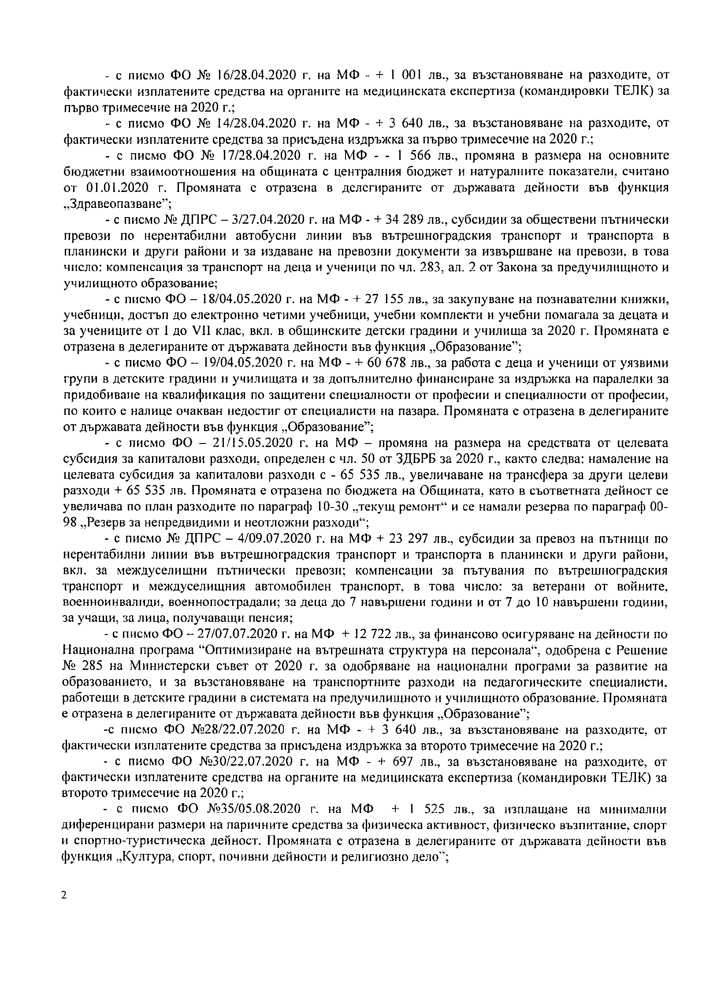 - с писмо ФО № 16/28.04.2020 г. на МФ - + 1 001 лв., за възстановяване на разходите, от
фактически изплатените средства на органите на медицинската експертиза (командировки ТЕЛК) за
първо тримесечие на 2020 г.;
- с писмо ФО № 14/28.04.2020 г. на МФ - + 3 640 лв., за възстановяване на разходите, от
фактически изплатените средства за присъдена издръжка за първо тримесечие на 2020 г.;
- с писмо ФО № 17/28.04.2020 г. на МФ - - 1 566 лв., промяна в размера на основните
бюджетни взаимоотношения на общината с централния бюджет и натуралните показатели, считано
от 01.01.2020 г. Промяната е отразена в делегираните от държавата дейности във функция
„Здравеопазване”;
- с писмо № ДПРС – 3/27.04.2020 г. на МФ - + 34 289 лв., субсидии за обществени пътнически
превози по нерентабилни автобусни линии във вътрешноградския транспорт и транспорта в
планински и други райони и за издаване на превозни документи за извършване на превози, в това
число: компенсация за транспорт на деца и ученици по чл. 283, ал. 2 от Закона за предучилищното и
училищното образование;
- с писмо ФО – 18/04.05.2020 г. на МФ - + 27 155 лв., за закупуване на познавателни книжки,
учебници, достъп до електронно четими учебници, учебни комплекти и учебни помагала за децата и
за учениците от I до VII клас, вкл. в общинските детски градини и училища за 2020 г. Промяната е
отразена в делегираните от държавата дейности във функция „Образование”;
- с писмо ФО – 19/04.05.2020 г. на МФ - + 60 678 лв., за работа с деца и ученици от уязвими
групи в детските градини и училищата и за допълнително финансиране за издръжка на паралелки за
придобиване на квалификация по защитени специалности от професии и специалности от професии,
по които е налице очакван недостиг от специалисти на пазара. Промяната е отразена в делегираните
от държавата дейности във функция „Образование”;
- с писмо ФО – 21/15.05.2020 г. на МФ – промяна на размера на средствата от целевата
субсидия за капиталови разходи, определен с чл. 50 от ЗДБРБ за 2020 г., както следва: намаление на
целевата субсидия за капиталови разходи с - 65 535 лв., увеличаване на трансфера за други целеви
разходи + 65 535 лв. Промяната е отразена по бюджета на Общината, като в съответната дейност се
увеличава по план разходите по параграф 10-30 „текущ ремонт“ и се намали резерва по параграф 00-
98 „Резерв за непредвидими и неотложни разходи“;
- с писмо № ДПРС – 4/09.07.2020 г. на МФ + 23 297 лв., субсидии за превоз на пътници по
нерентабилни линии във вътрешноградския транспорт и транспорта в планински и други райони,
вкл. за междуселищни пътнически превози; компенсации за пътувания по вътрешноградския
транспорт и междуселищния автомобилен транспорт, в това число: за ветерани от войните,
военноинвалиди, военнопострадали; за деца до 7 навършени години и от 7 до 10 навършени години,
за учащи, за лица, получаващи пенсия;
- с писмо ФО – 27/07.07.2020 г. на МФ + 12 722 лв., за финансово осигуряване на дейности по
Национална програма “Оптимизиране на вътрешната структура на персонала“, одобрена с Решение
№ 285 на Министерски съвет от 2020 г. за одобряване на национални програми за развитие на
образованието, и за възстановяване на транспортните разходи на педагогическите специалисти,
работещи в детските градини в системата на предучилищното и училищното образование. Промяната
е отразена в делегираните от държавата дейности във функция „Образование”;
-с писмо ФО №28/22.07.2020 г. на МФ - + 3 640 лв., за възстановяване на разходите, от
фактически изплатените средства за присъдена издръжка за второто тримесечие на 2020 г.;
- с писмо ФО №30/22.07.2020 г. на МФ - + 697 лв., за възстановяване на разходите, от
фактически изплатените средства на органите на медицинската експертиза (командировки ТЕЛК) за
второто тримесечие на 2020 г.;
- с писмо ФО №35/05.08.2020 г. на МФ + 1 525 лв., за изплащане на минимални
диференцирани размери на паричните средства за физическа активност, физическо възпитание, спорт
и спортно-туристическа дейност. Промяната е отразена в делегираните от държавата дейности във
функция „Култура, спорт, почивни дейности и религиозно дело”;
2